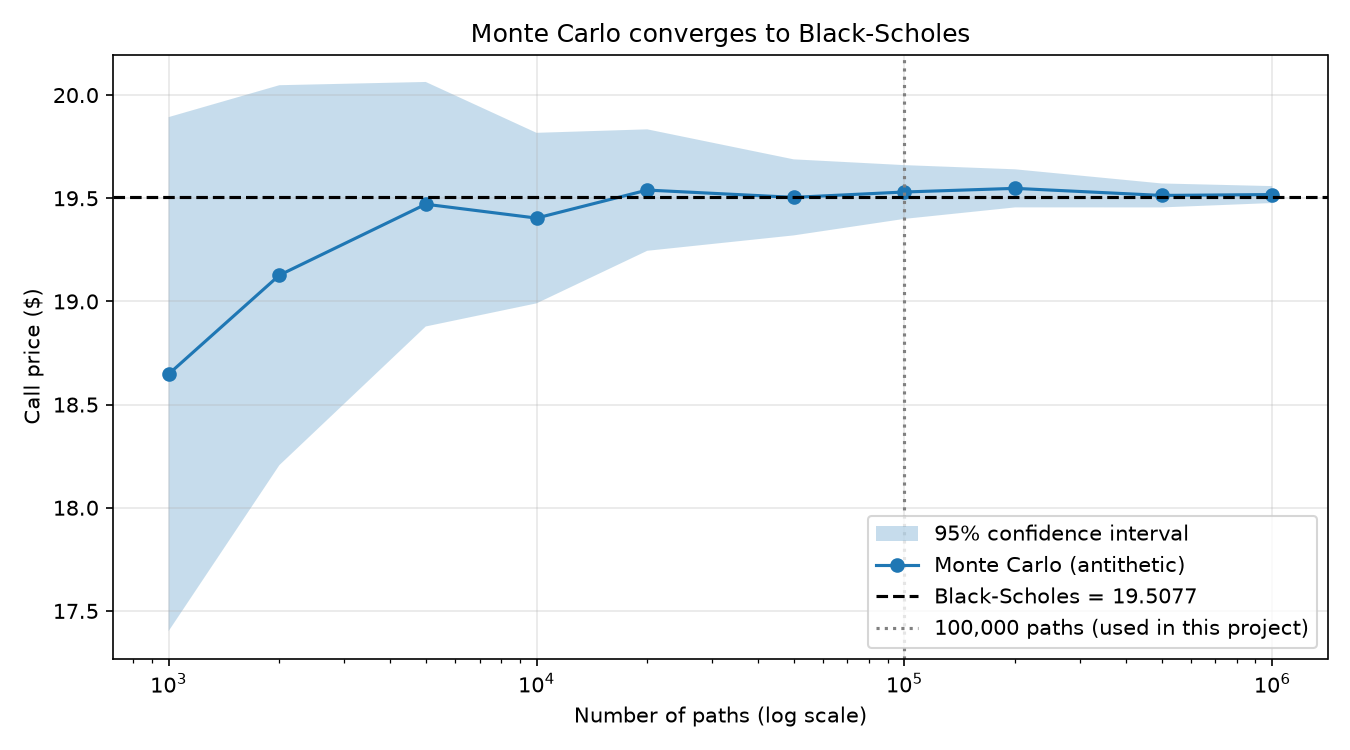 Monte Carlo converges to Black-Scholes
Call price ($)
20.0
19.5
19.0
18.5
18.0
17.5
95% confidence interval
Monte Carlo (antithetic)
Black-Scholes = 19.5077
100,000 paths (used in this project)
10³
10⁴
10⁵
10⁶
Number of paths (log scale)